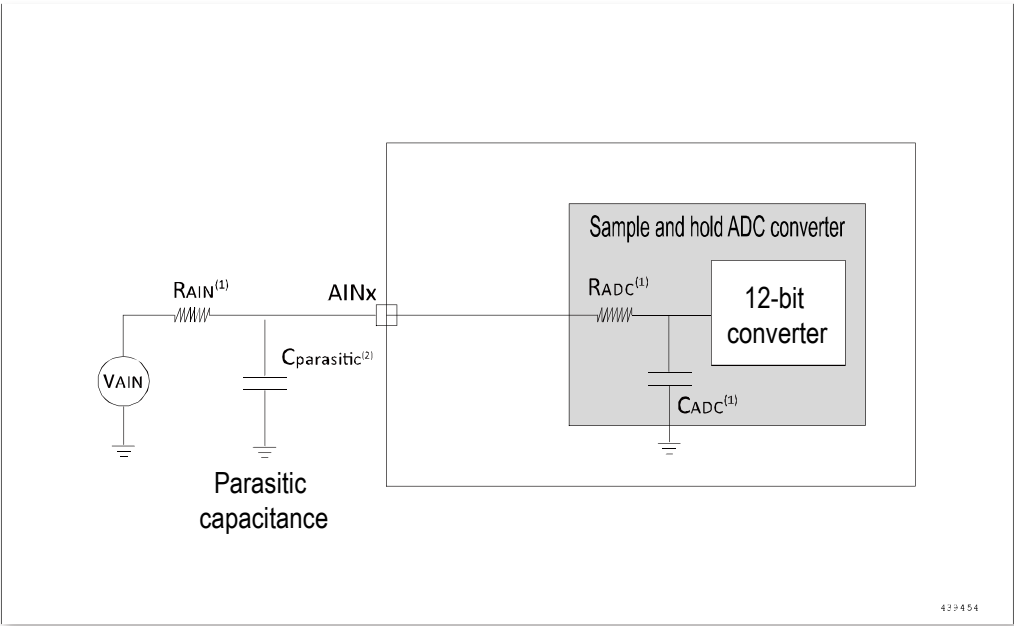 Sample and hold ADC converter
RAIN(1)
AINx
RADC(1)
12-bit
converter
Cparasitic(2)
VAIN
CADC(1)
Parasitic
capacitance
439454